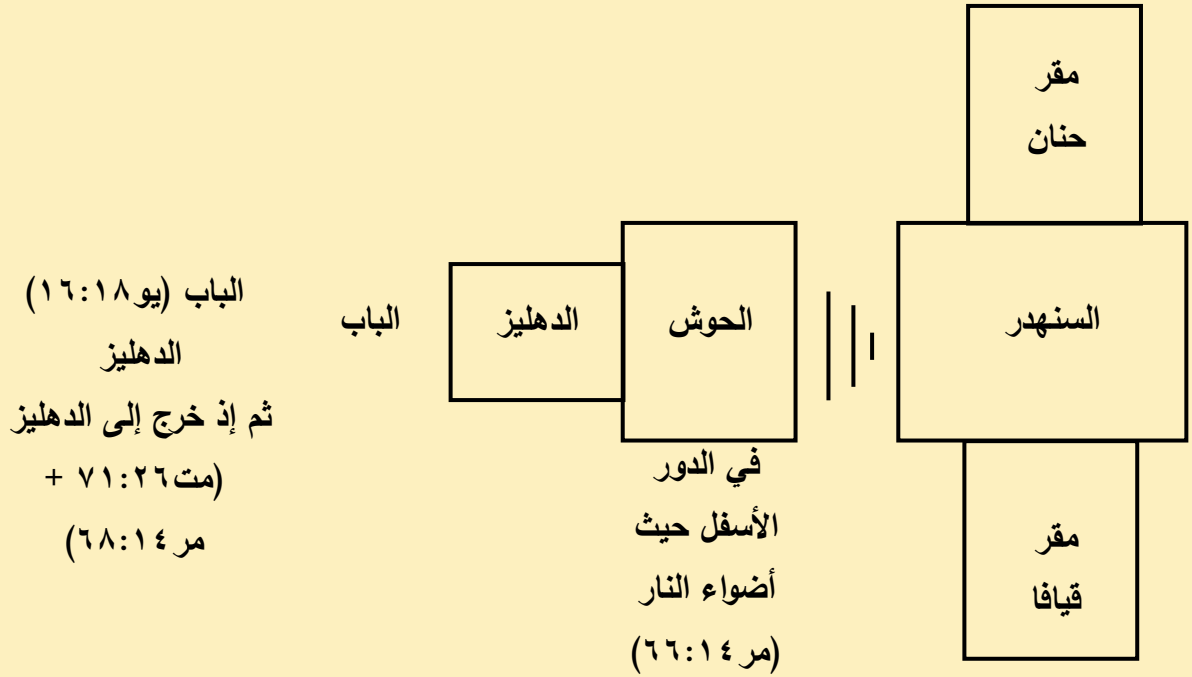 مقر
حنان
السنهدر
الحوش
الدهليز
الباب
مقر
قيافا
في الدور
الأسفل حيث
أضواء النار
(مر١٤:٦٦)
الباب (يو١٨:١٦)
الدهليز
ثم إذ خرج إلى الدهليز
(مت٢٦:٧١ +
مر١٤:٦٨)